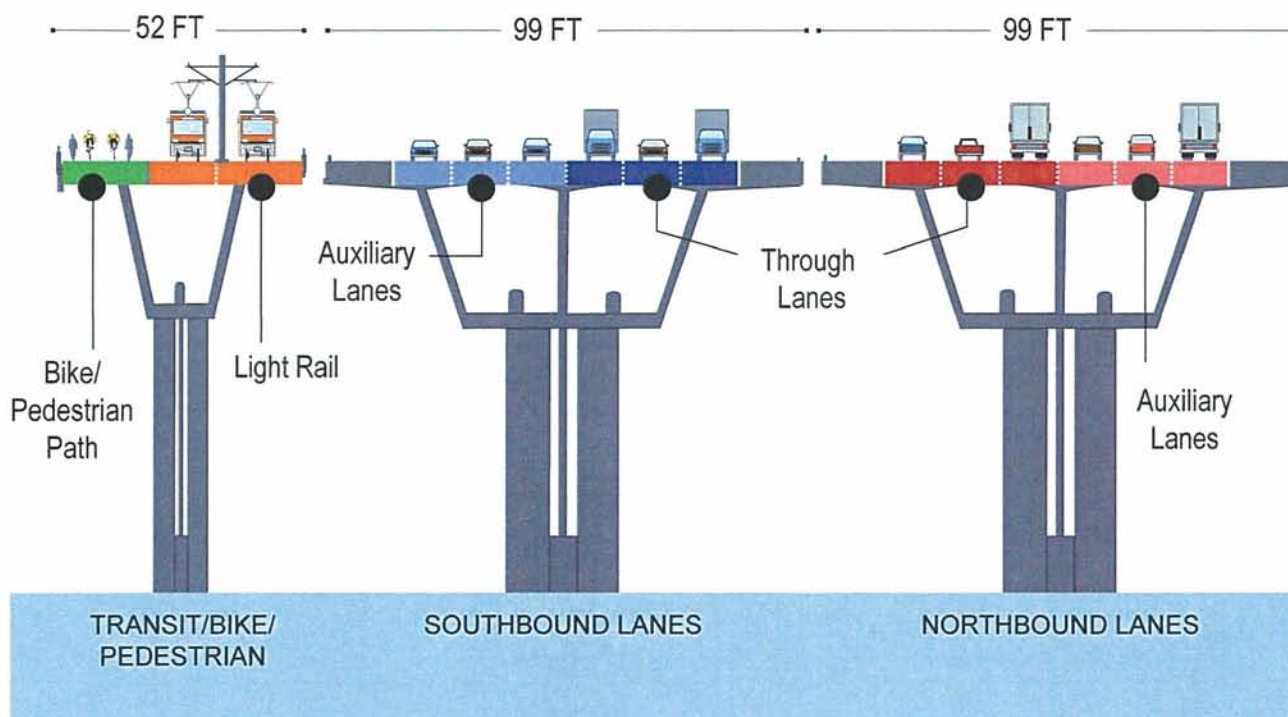 52 FT
99 FT
99 FT
Auxiliary
Lanes
Through
Lanes
Bike/
Pedestrian
Path
Light Rail
Auxiliary
Lanes
TRANSIT/BIKE/
PEDESTRIAN
SOUTHBOUND LANES
NORTHBOUND LANES